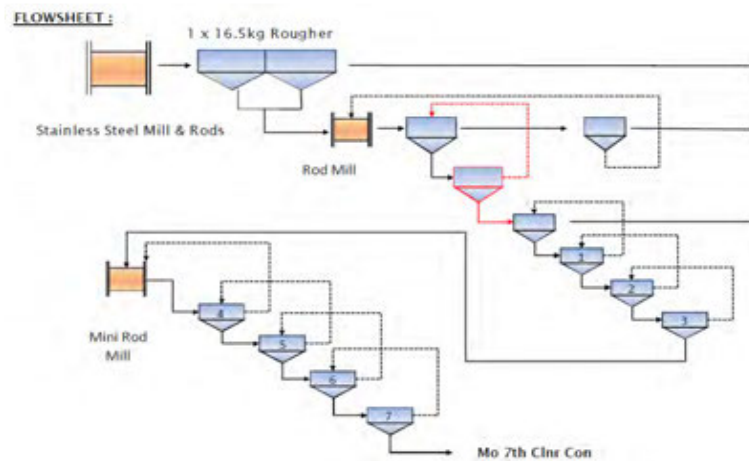 FLOWSHEET :
1 x 16.5kg Rougher
Stainless Steel Mill & Rods
Rod Mill
1
2
3
4
5
6
7
Mini Rod
Mill
Mo 7th Clnr Con